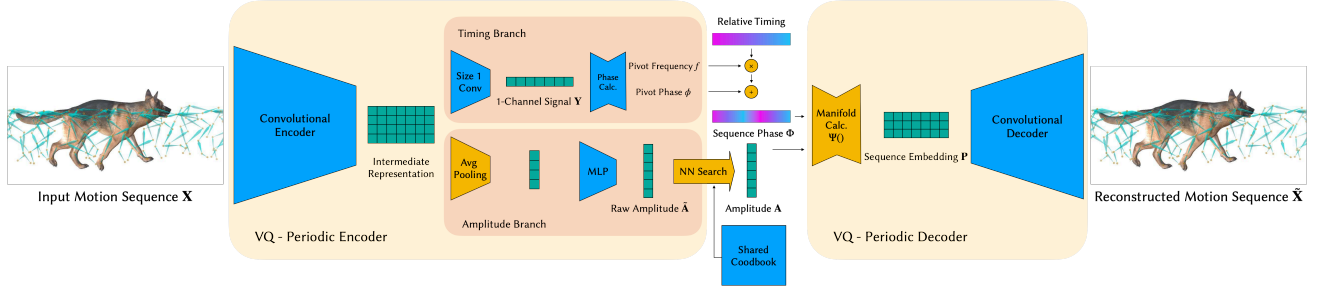 Input Motion Sequence X
Convolutional
Encoder
Intermediate
Representation
VQ - Periodic Encoder
Timing Branch
Size 1
Conv
1-Channel Signal Y
Phase
Calc.
Pivot Frequency f
Pivot Phase ϕ
Avg
Pooling
MLP
Raw Amplitude Ã
Amplitude Branch
NN Search
Relative Timing
×
+
Sequence Phase Φ
Amplitude A
Shared
Coodbook
Manifold
Calc.
Ψ()
Sequence Embedding P
Convolutional
Decoder
VQ - Periodic Decoder
Reconstructed Motion Sequence X̃